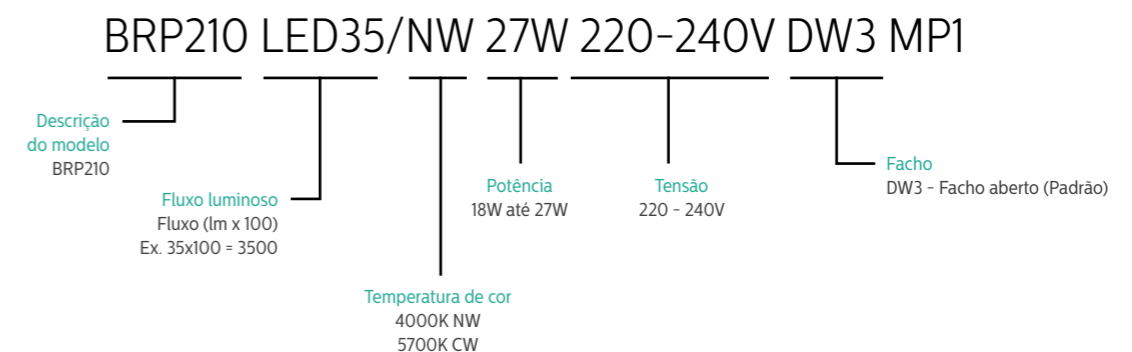 BRP210 LED35/NW 27W 220-240V DW3 MP1
Descrição
do modelo
BRP210
Fluxo luminoso
Fluxo (lm x 100)
Ex. 35x100 = 3500
Temperatura de cor
4000K NW
5700K CW
Potência
18W até 27W
Tensão
220 - 240V
Facho
DW3 - Facho aberto (Padrão)